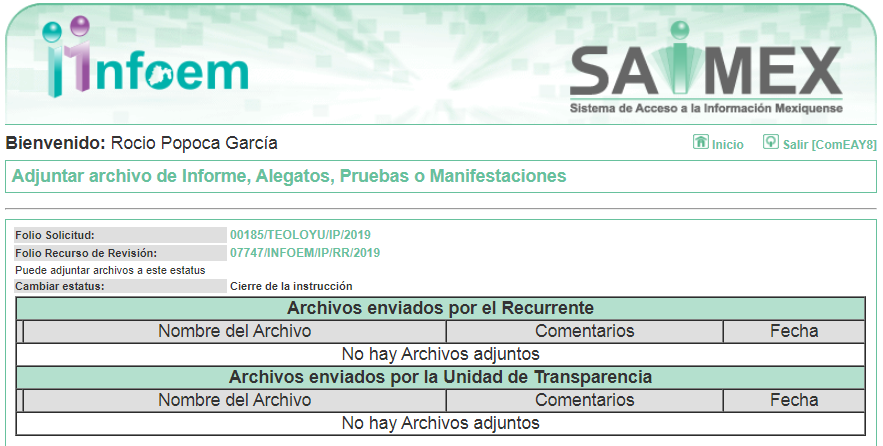 infoem
SAIMEX
Sistema de Acceso a la Información Mexiquense
Bienvenido: Rocio Popoca García
Inicio
Salir [ComEAY8]
Adjuntar archivo de Informe, Alegatos, Pruebas o Manifestaciones
Folio Solicitud: 00185/TEOLOYU/IP/2019
Folio Recurso de Revisión: 07747/INFOEM/IP/RR/2019
Puede adjuntar archivos a este estatus
Cambiar estatus: Cierre de la instrucción
Archivos enviados por el Recurrente
Nombre del Archivo Comentarios Fecha
No hay Archivos adjuntos
Archivos enviados por la Unidad de Transparencia
Nombre del Archivo Comentarios Fecha
No hay Archivos adjuntos